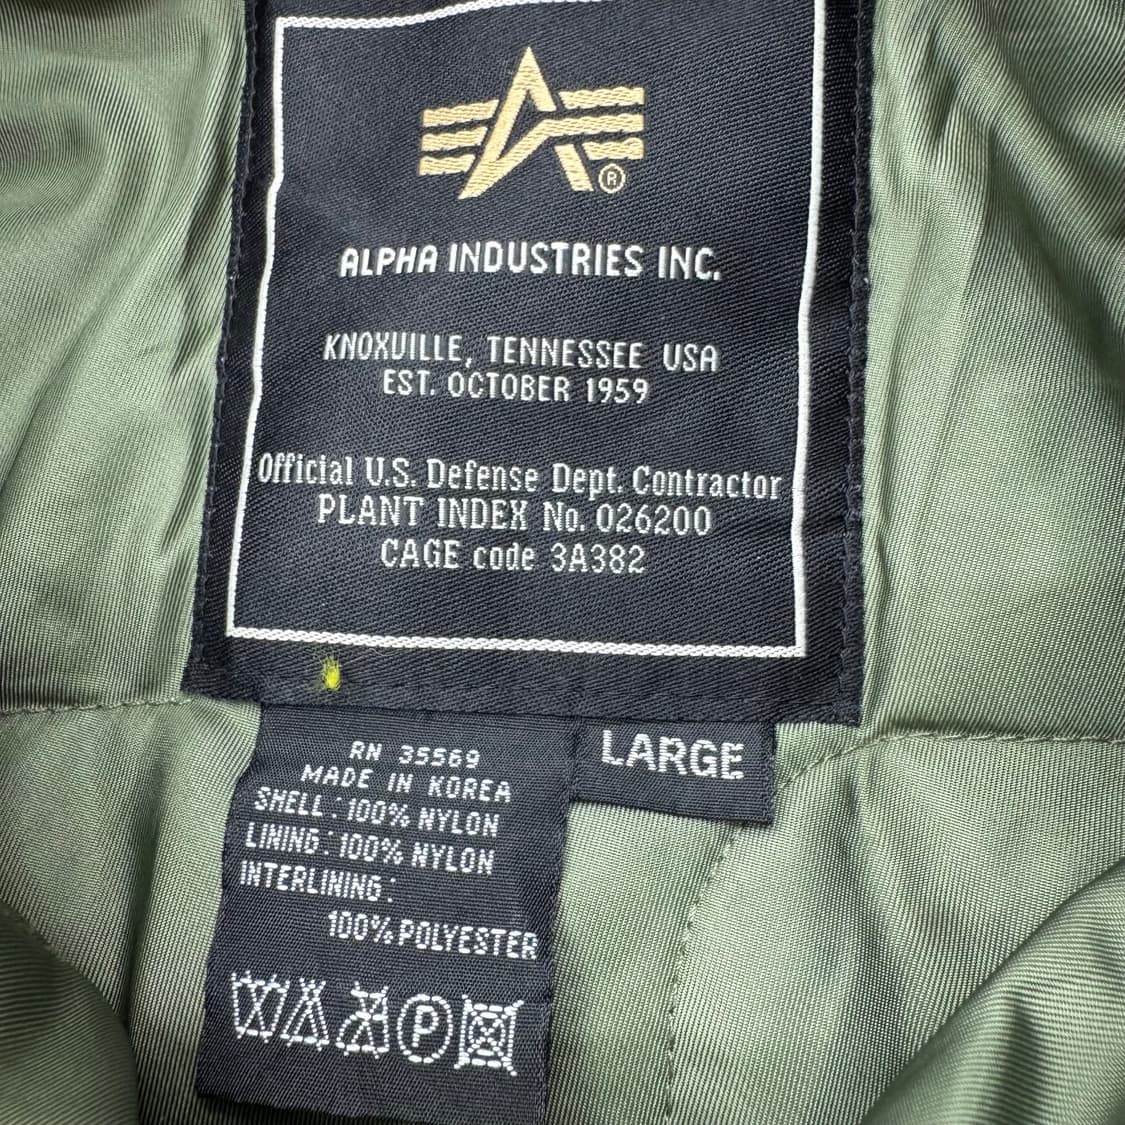 ®
ALPHA INDUSTRIES INC.
KNOXVILLE, TENNESSEE USA
EST. OCTOBER 1959
Official U.S. Defense Dept. Contractor
PLANT INDEX No. 026200
CAGE code 3A382
LARGE
RN 35569
MADE IN KOREA
SHELL : 100% NYLON
LINING : 100% NYLON
INTERLINING :
100% POLYESTER
P